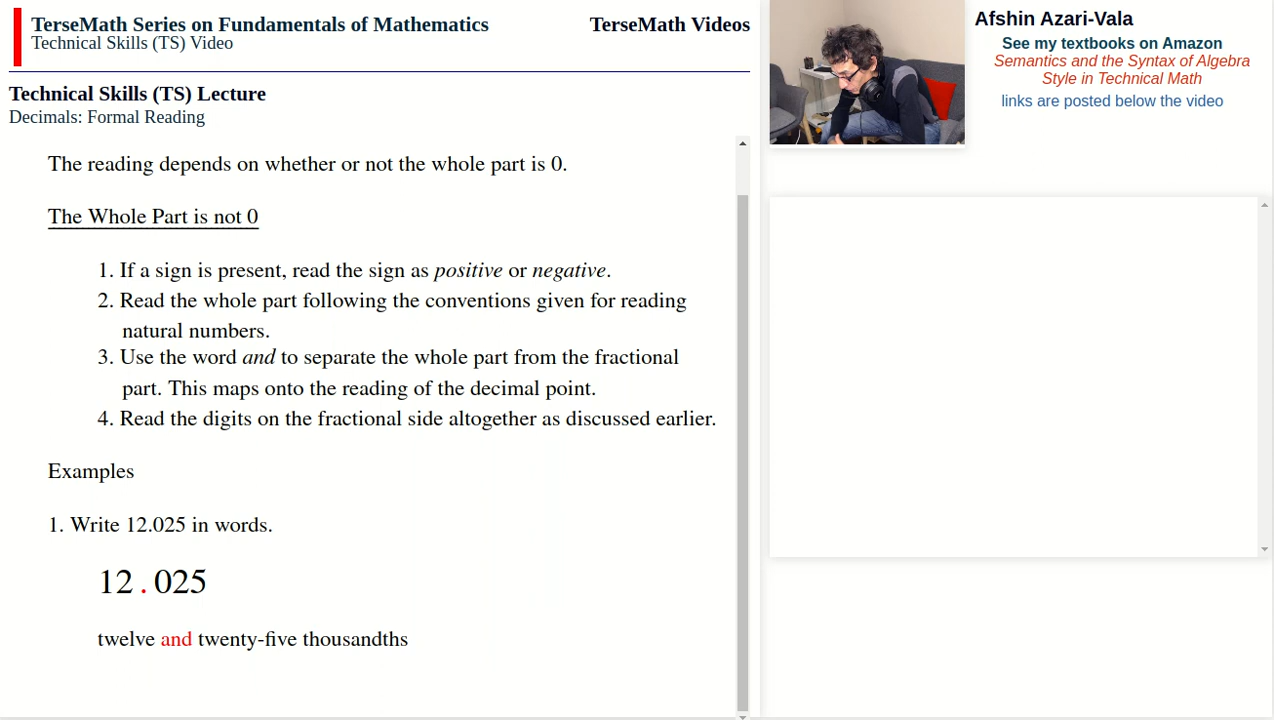 TerseMath Series on Fundamentals of Mathematics
Technical Skills (TS) Video
TerseMath Videos
Technical Skills (TS) Lecture
Decimals: Formal Reading
The reading depends on whether or not the whole part is 0.
The Whole Part is not 0
1. If a sign is present, read the sign as positive or negative.
2. Read the whole part following the conventions given for reading
natural numbers.
3. Use the word and to separate the whole part from the fractional
part. This maps onto the reading of the decimal point.
4. Read the digits on the fractional side altogether as discussed earlier.
Examples
1. Write 12.025 in words.
12.025
twelve and twenty-five thousandths
Afshin Azari-Vala
See my textbooks on Amazon
Semantics and the Syntax of Algebra
Style in Technical Math
links are posted below the video